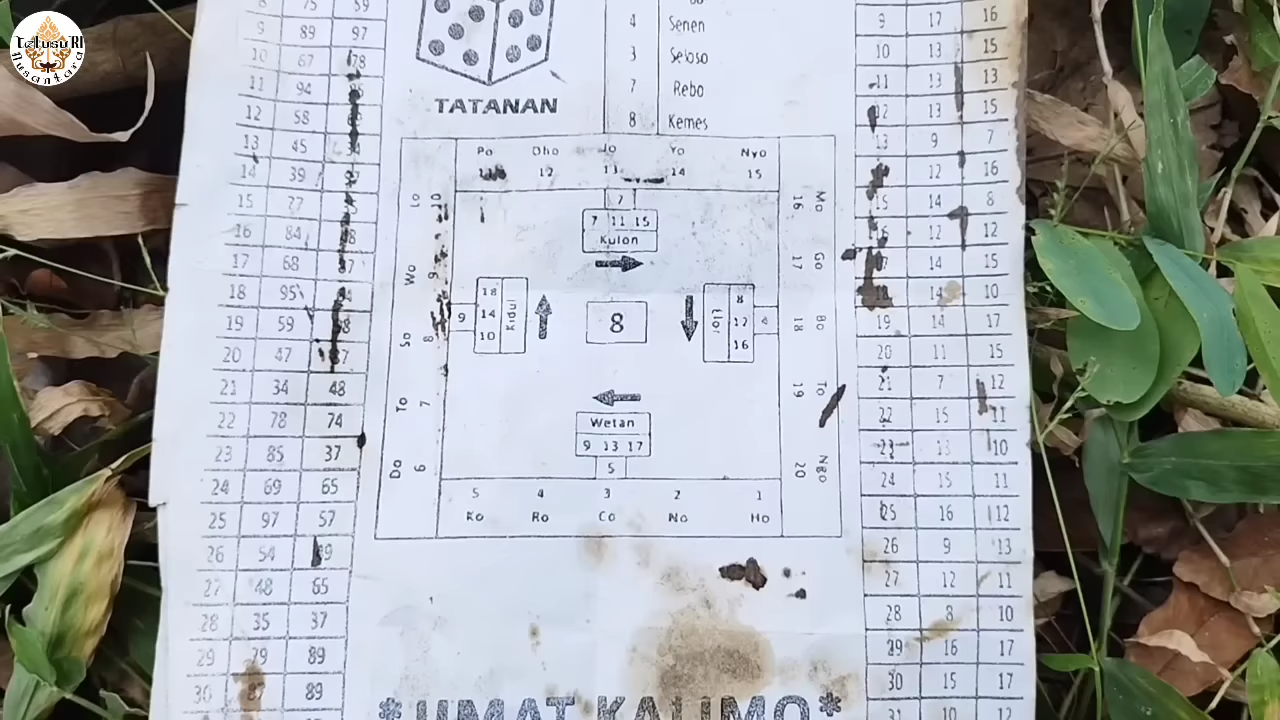 TelusuRI
Nusantara
8 75 59
9 89 97
10 67 78
11 94
12 58
13 45
14 39
15 27
16 84
17 68
18 95
19 59
20 47
21 34 48
22 78 74
23 85 37
24 69 65
25 97 57
26 54
27 48 65
28 35 37
29 79 89
30 87 89
TATANAN
4 Senen
3 Seloso
7 Rebo
8 Kemes
Po Dho Jo Yo Nyo
12 13 14 15
Lo 10
Wo 9
So 8
To 7
Do 6
7
7 11 15
Kulon
9
18
14
10
Kidul
8
8
12
16
Lor
Wetan
9 13 17
5
5 4 3 2 1
Ko Ro Co No Ho
Mo 16
Go 17
Bo 18
To 19
Ngo 20
*UMAT KALIMO*
9 17 16
10 13 15
11 13 13
12 13 15
13 9 7
12 16
15 14 8
16 12 12
14 15
14 10
19 14 17
20 11 15
21 7 12
22 15 11
23 13 10
24 15 11
25 16 12
26 9 13
27 12 11
28 8 10
29 16 17
30 15 17
31 10 12